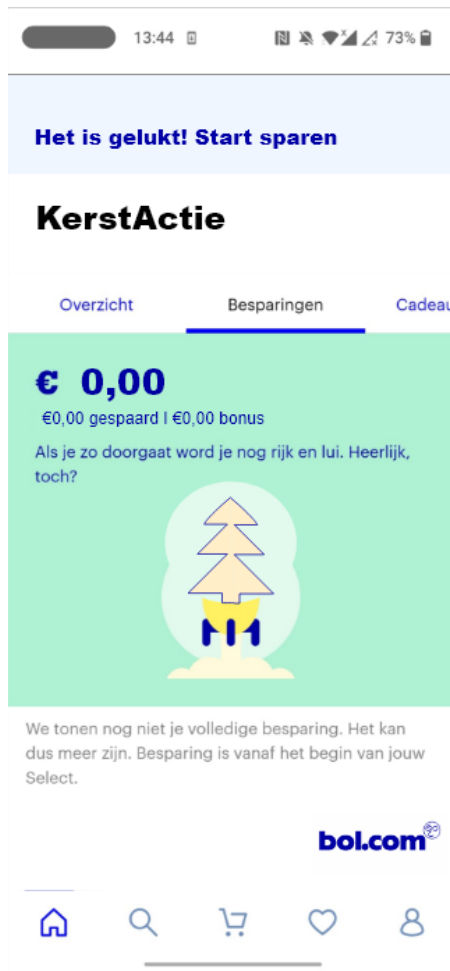 13:44
73%
Het is gelukt! Start sparen
KerstActie
Overzicht Besparingen Cadeau
€ 0,00
€0,00 gespaard I €0,00 bonus
Als je zo doorgaat word je nog rijk en lui. Heerlijk,
toch?
We tonen nog niet je volledige besparing. Het kan
dus meer zijn. Besparing is vanaf het begin van jouw
Select.
bol.com